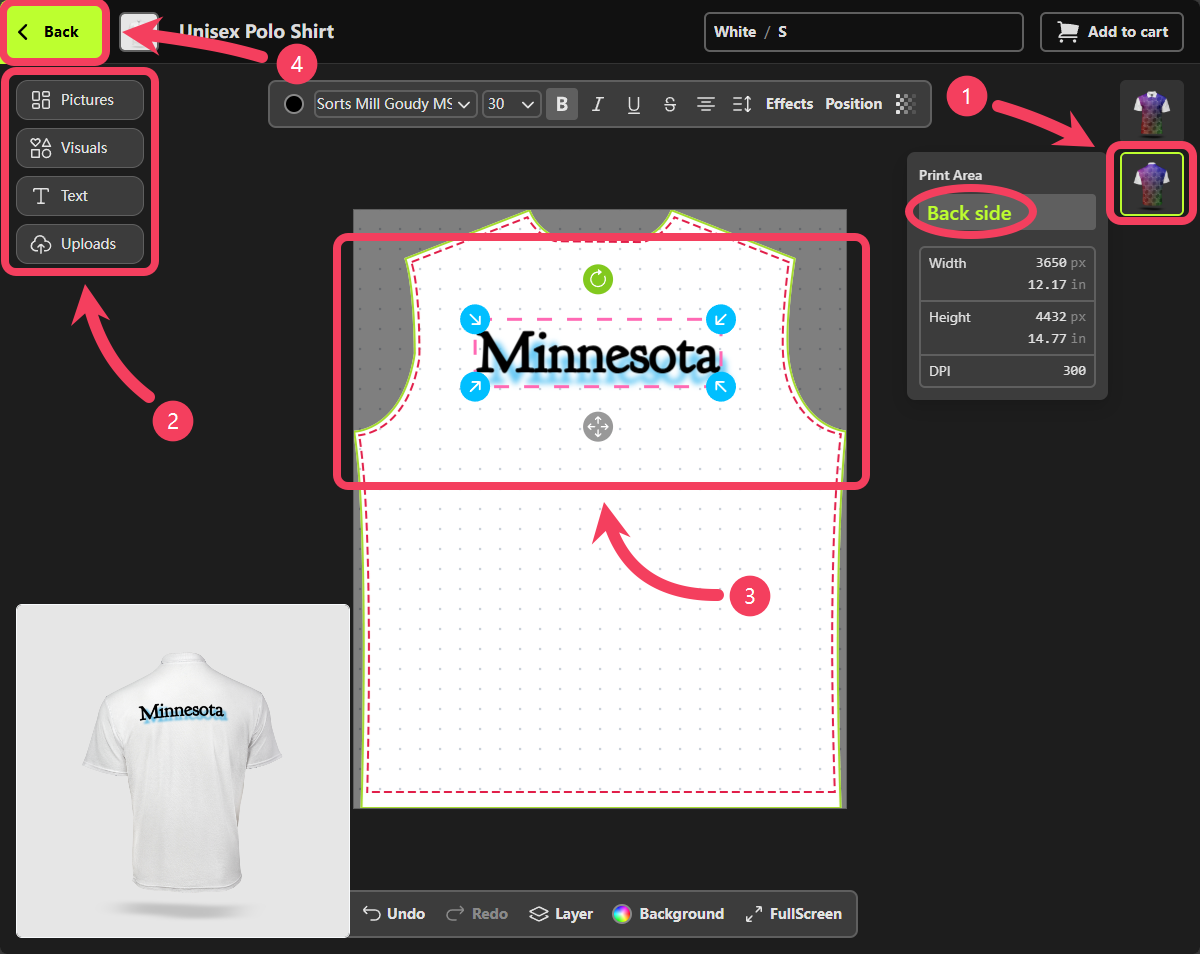 Back
Unisex Polo Shirt
White / S
Add to cart
4
Pictures
Visuals
Text
Uploads
Sorts Mill Goudy MS
30
B I U S
Effects
Position
1
Print Area
Back side
Width 3650 px
12.17 in
Height 4432 px
14.77 in
DPI 300
Minnesota
2
3
Minnesota
Undo
Redo
Layer
Background
FullScreen